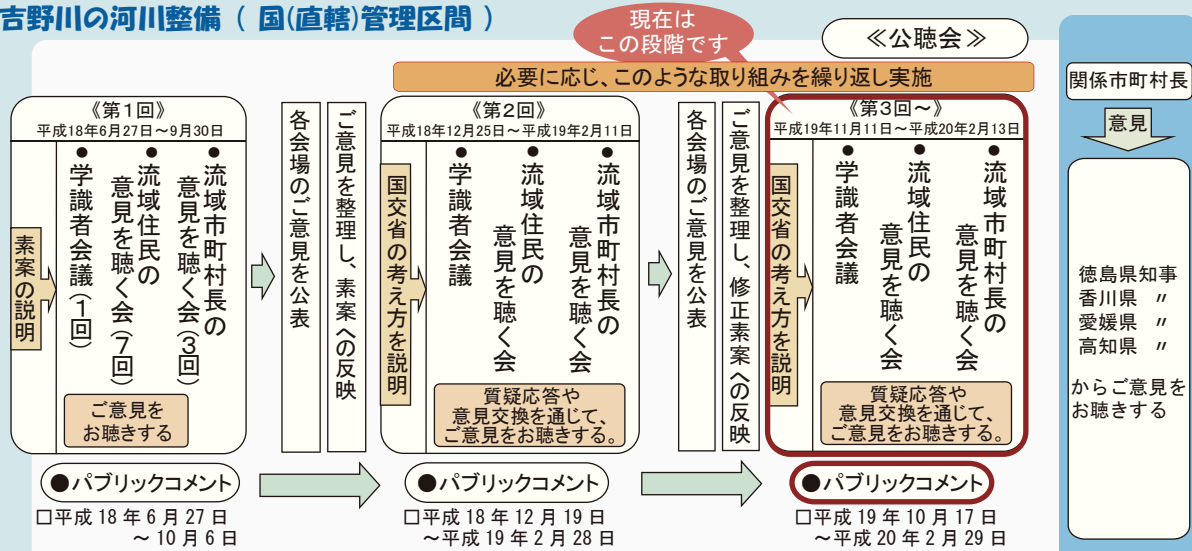 吉野川の河川整備（国(直轄)管理区間）
現在は
この段階です
≪公聴会≫
必要に応じ、このような取り組みを繰り返し実施
《第1回》
平成18年6月27日～9月30日
素案の説明
●学識者会議(1回)
●流域住民の
意見を聴く会(7回)
●流域市町村長の
意見を聴く会(3回)
ご意見を
お聴きする
●パブリックコメント
□平成18年6月27日
～10月6日
各会場のご意見を公表
ご意見を整理し、素案への反映
《第2回》
平成18年12月25日～平成19年2月11日
国交省の考え方を説明
●学識者会議
●流域住民の
意見を聴く会
●流域市町村長の
意見を聴く会
質疑応答や
意見交換を通じて、
ご意見をお聴きする。
●パブリックコメント
□平成18年12月19日
～平成19年2月28日
各会場のご意見を公表
ご意見を整理し、修正素案への反映
《第3回～》
平成19年11月11日～平成20年2月13日
国交省の考え方を説明
●学識者会議
●流域住民の
意見を聴く会
●流域市町村長の
意見を聴く会
質疑応答や
意見交換を通じて、
ご意見をお聴きする。
●パブリックコメント
□平成19年10月17日
～平成20年2月29日
関係市町村長
意見
徳島県知事
香川県 〃
愛媛県 〃
高知県 〃
からご意見を
お聴きする